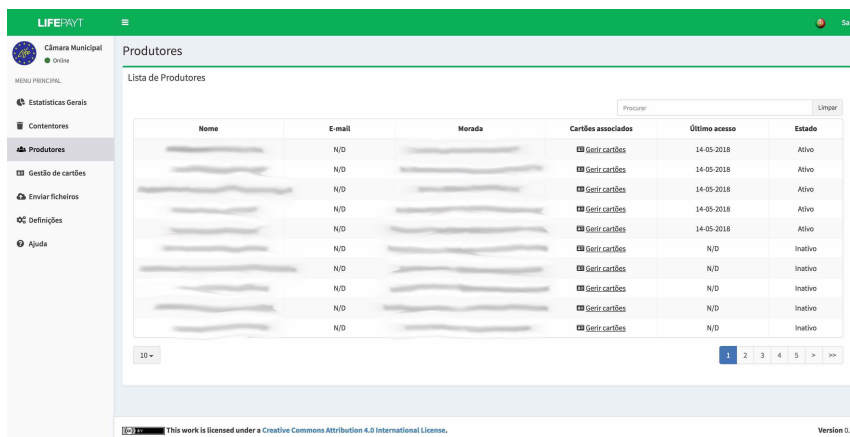 LIFEPAYT
Sa
Câmara Municipal
Online
MENU PRINCIPAL
Estatisticas Gerais
Contentores
Produtores
Gestão de cartões
Enviar ficheiros
Definições
Ajuda
Produtores
Lista de Produtores
Procurar
Limpar
Nome E-mail Morada Cartões associados Último acesso Estado
N/D Gerir cartões 14-05-2018 Ativo
N/D Gerir cartões 14-05-2018 Ativo
N/D Gerir cartões 14-05-2018 Ativo
N/D Gerir cartões 14-05-2018 Ativo
N/D Gerir cartões 14-05-2018 Ativo
N/D Gerir cartões N/D Inativo
N/D Gerir cartões N/D Inativo
N/D Gerir cartões N/D Inativo
N/D Gerir cartões N/D Inativo
N/D Gerir cartões N/D Inativo
10 1 2 3 4 5 > >>
This work is licensed under a Creative Commons Attribution 4.0 International License.
Version 0.